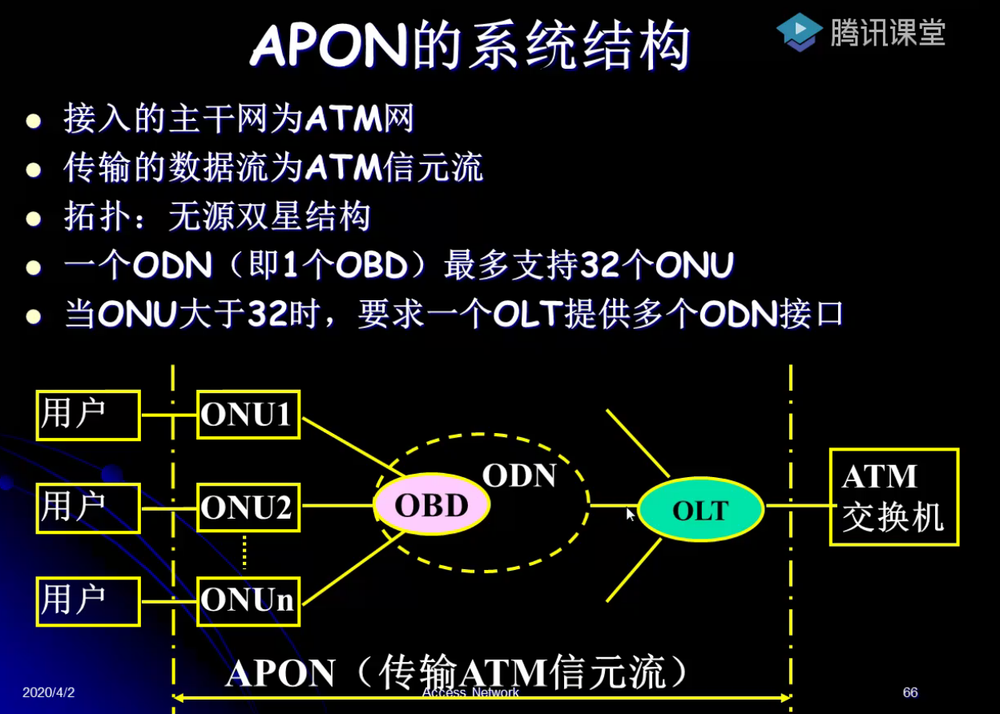 APON的系统结构
腾讯课堂
接入的主干网为ATM网
传输的数据流为ATM信元流
拓扑：无源双星结构
一个ODN（即1个OBD）最多支持32个ONU
当ONU大于32时，要求一个OLT提供多个ODN接口
用户
ONU1
ODN
ATM
交换机
用户
ONU2
OBD
OLT
用户
ONUn
APON（传输ATM信元流）
2020/4/2
Access Network
66